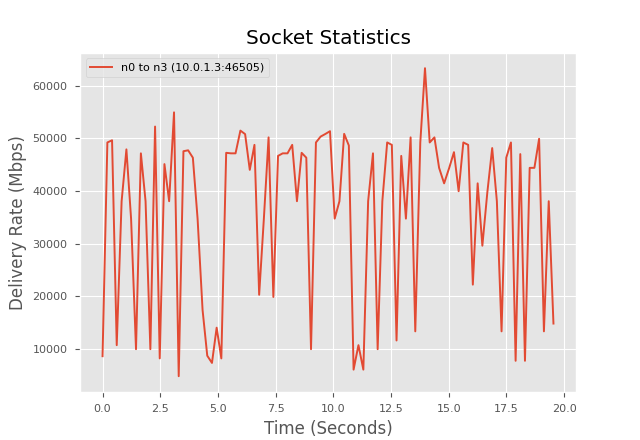 Socket Statistics
n0 to n3 (10.0.1.3:46505)
Delivery Rate (Mbps)
60000
50000
40000
30000
20000
10000
0.0 2.5 5.0 7.5 10.0 12.5 15.0 17.5 20.0
Time (Seconds)